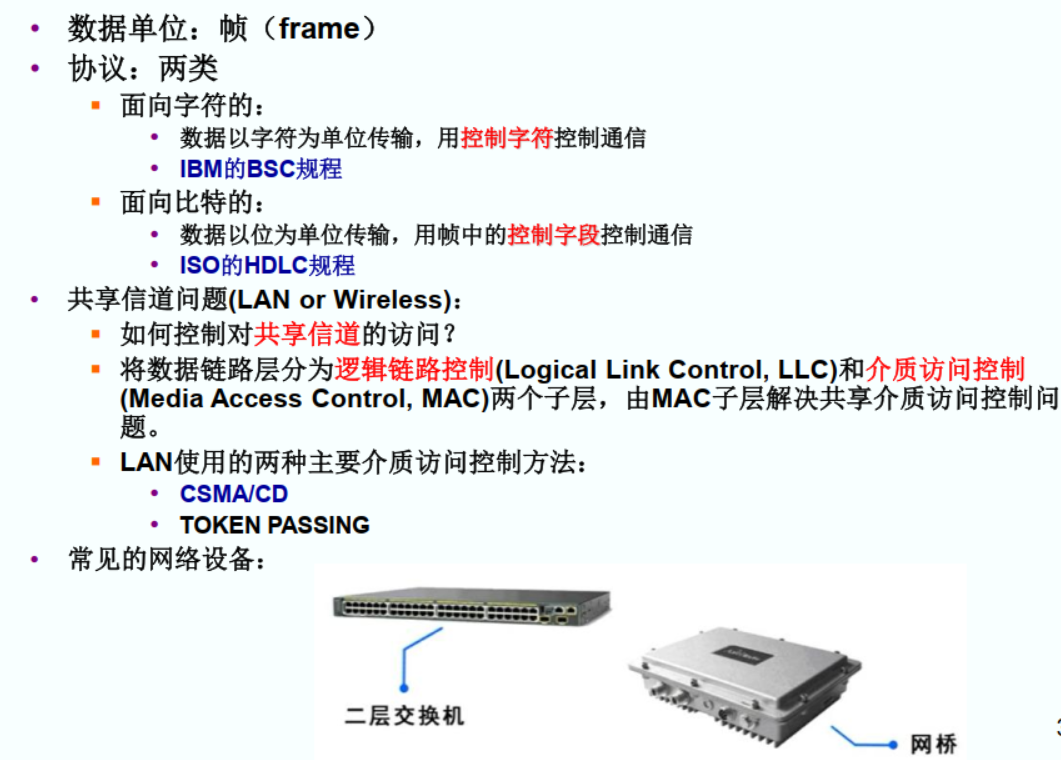 • 数据单位：帧（frame）
• 协议：两类
▪ 面向字符的：
• 数据以字符为单位传输，用控制字符控制通信
• IBM的BSC规程
▪ 面向比特的：
• 数据以位为单位传输，用帧中的控制字段控制通信
• ISO的HDLC规程
• 共享信道问题(LAN or Wireless)：
▪ 如何控制对共享信道的访问？
▪ 将数据链路层分为逻辑链路控制(Logical Link Control, LLC)和介质访问控制
(Media Access Control, MAC)两个子层，由MAC子层解决共享介质访问控制问
题。
▪ LAN使用的两种主要介质访问控制方法：
• CSMA/CD
• TOKEN PASSING
• 常见的网络设备：
二层交换机
网桥